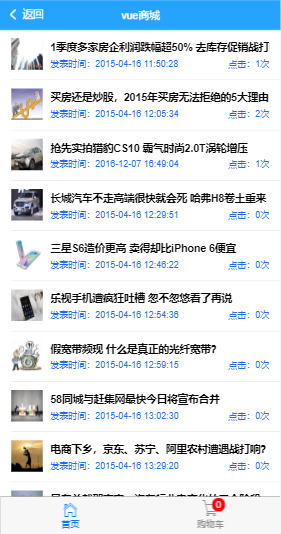 返回 vue商城
1季度多家房企利润跌幅超50% 去库存促销战打
发表时间：2015-04-16 11:50:28 点击：1次
买房还是炒股，2015年买房无法拒绝的5大理由
发表时间：2015-04-16 12:05:34 点击：2次
抢先实拍猎豹CS10 霸气时尚2.0T涡轮增压
发表时间：2016-12-07 16:49:04 点击：1次
长城汽车不走高端很快就会死 哈弗H8卷土重来
发表时间：2015-04-16 12:29:51 点击：0次
三星S6造价更高 卖得却比iPhone 6便宜
发表时间：2015-04-16 12:46:22 点击：0次
乐视手机遭疯狂吐槽 忽不忽悠看了再说
发表时间：2015-04-16 12:54:36 点击：0次
假宽带频现 什么是真正的光纤宽带?
发表时间：2015-04-16 12:59:15 点击：0次
58同城与赶集网最快今日将宣布合并
发表时间：2015-04-16 13:02:30 点击：0次
电商下乡，京东、苏宁、阿里农村遭遇战打响?
发表时间：2015-04-16 13:29:20 点击：0次
0
首页 购物车